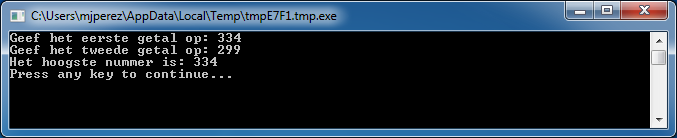 C:\Users\mjperez\AppData\Local\Temp\tmpE7F1.tmp.exe
Geef het eerste getal op: 334
Geef het tweede getal op: 299
Het hoogste nummer is: 334
Press any key to continue...